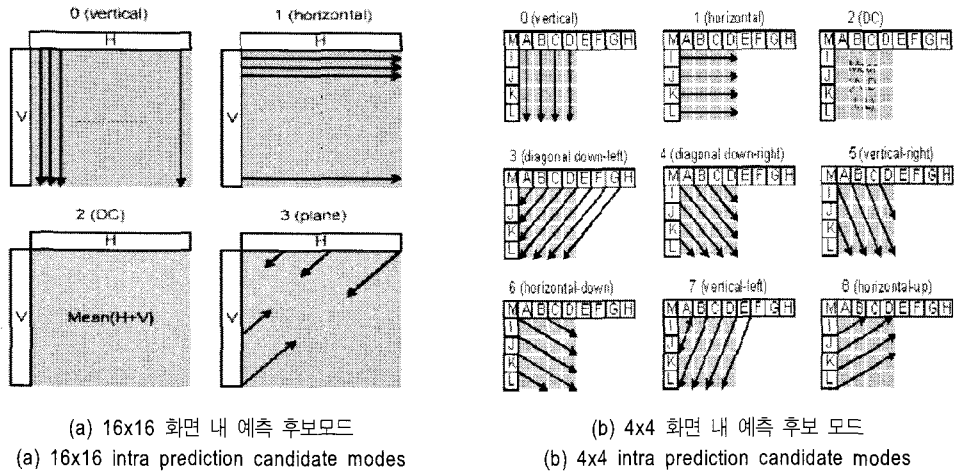 0 (vertical)
H
V
1 (horizontal)
H
V
2 (DC)
H
V
Mean(H+V)
3 (plane)
H
V
(a) 16x16 화면 내 예측 후보모드
(a) 16x16 intra prediction candidate modes
0 (vertical)
M A B C D E F G H
I
J
K
L
1 (horizontal)
M A B C D E F G H
I
J
K
L
2 (DC)
M A B C D E F G H
I
J
K
L
3 (diagonal down-left)
M A B C D E F G H
I
J
K
L
4 (diagonal down-right)
M A B C D E F G H
I
J
K
L
5 (vertical-right)
M A B C D E F G H
I
J
K
L
6 (horizontal-down)
M A B C D E F G H
I
J
K
L
7 (vertical-left)
M A B C D E F G H
I
J
K
L
8 (horizontal-up)
M A B C D E F G H
I
J
K
L
(b) 4x4 화면 내 예측 후보 모드
(b) 4x4 intra prediction candidate modes